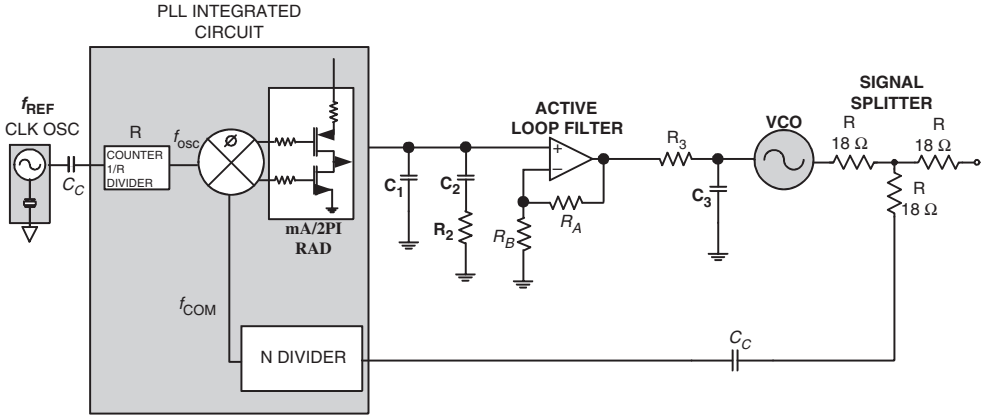 PLL INTEGRATED
CIRCUIT
fREF
CLK OSC
CC
R
COUNTER
1/R
DIVIDER
fosc
Ø
mA/2PI
RAD
fCOM
N DIVIDER
C1
C2
R2
ACTIVE
LOOP FILTER
+
−
RB
RA
R3
C3
VCO
SIGNAL
SPLITTER
R
18 Ω
R
18 Ω
R
18 Ω
CC